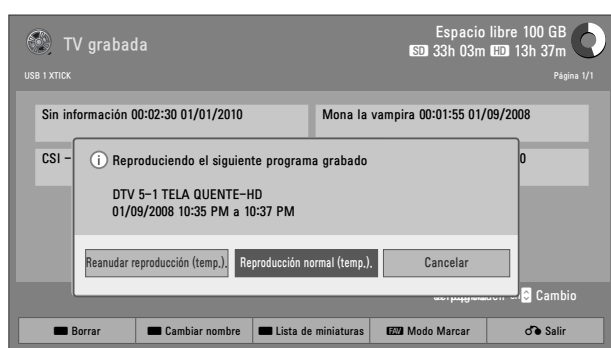 TV grabada
Espacio libre 100 GB
SD 33h 03m HD 13h 37m
USB 1 XTICK
Página 1/1
Sin información 00:02:30 01/01/2010
Mona la vampira 00:01:55 01/09/2008
CSI -
0
Reproduciendo el siguiente programa grabado
DTV 5-1 TELA QUENTE-HD
01/09/2008 10:35 PM a 10:37 PM
Reanudar reproducción (temp,).
Reproducción normal (temp,).
Cancelar
Cambio
Borrar
Cambiar nombre
Lista de miniaturas
FAV Modo Marcar
Salir